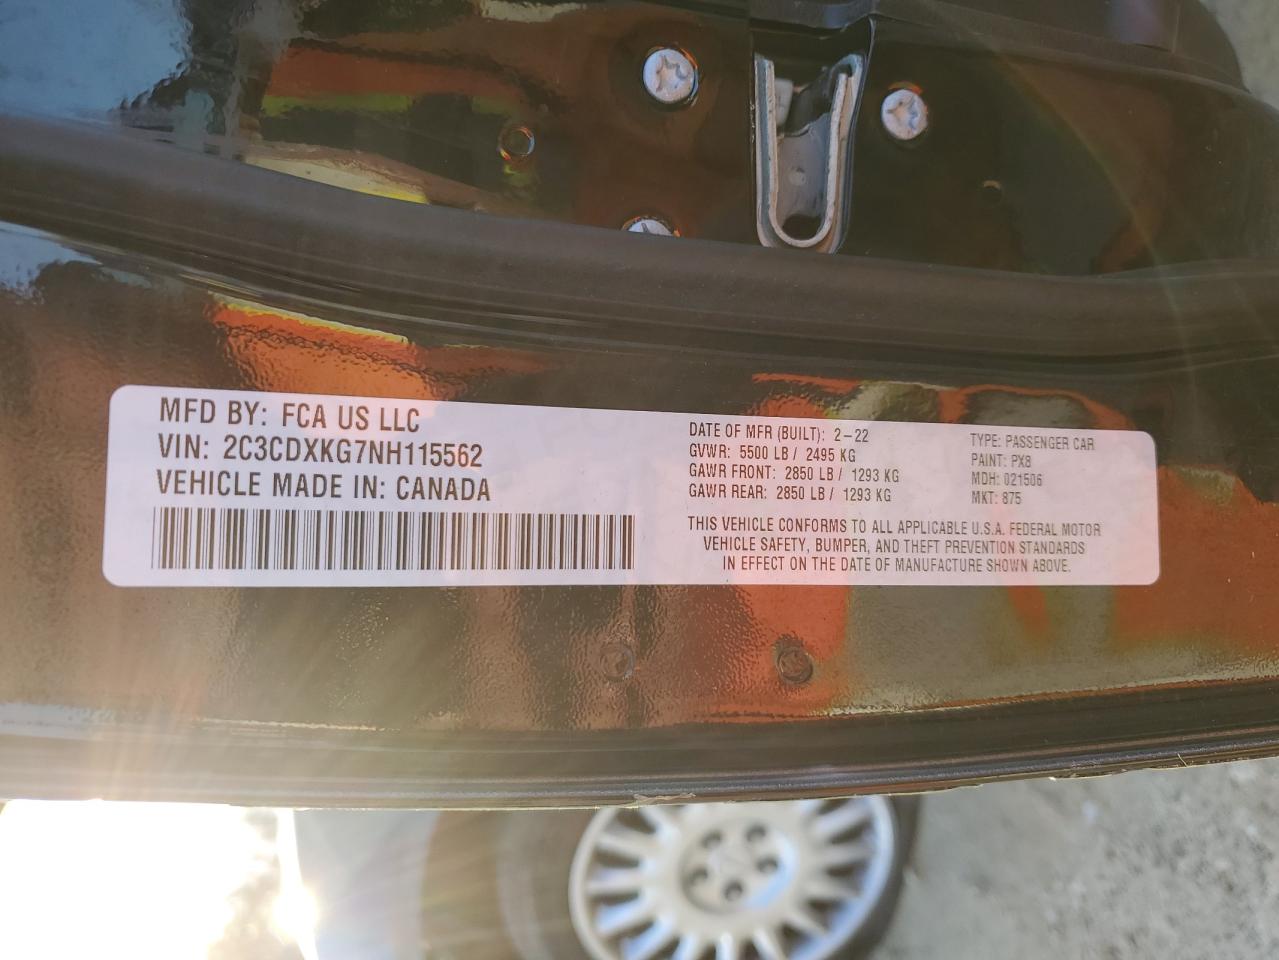 MFD BY: FCA US LLC
VIN: 2C3CDXKG7NH115562
VEHICLE MADE IN: CANADA
DATE OF MFR (BUILT): 2-22
GVWR: 5500 LB / 2495 KG
GAWR FRONT: 2850 LB / 1293 KG
GAWR REAR: 2850 LB / 1293 KG
TYPE: PASSENGER CAR
PAINT: PX8
MDH: 021506
MKT: 875
THIS VEHICLE CONFORMS TO ALL APPLICABLE U.S.A. FEDERAL MOTOR
VEHICLE SAFETY, BUMPER, AND THEFT PREVENTION STANDARDS
IN EFFECT ON THE DATE OF MANUFACTURE SHOWN ABOVE.